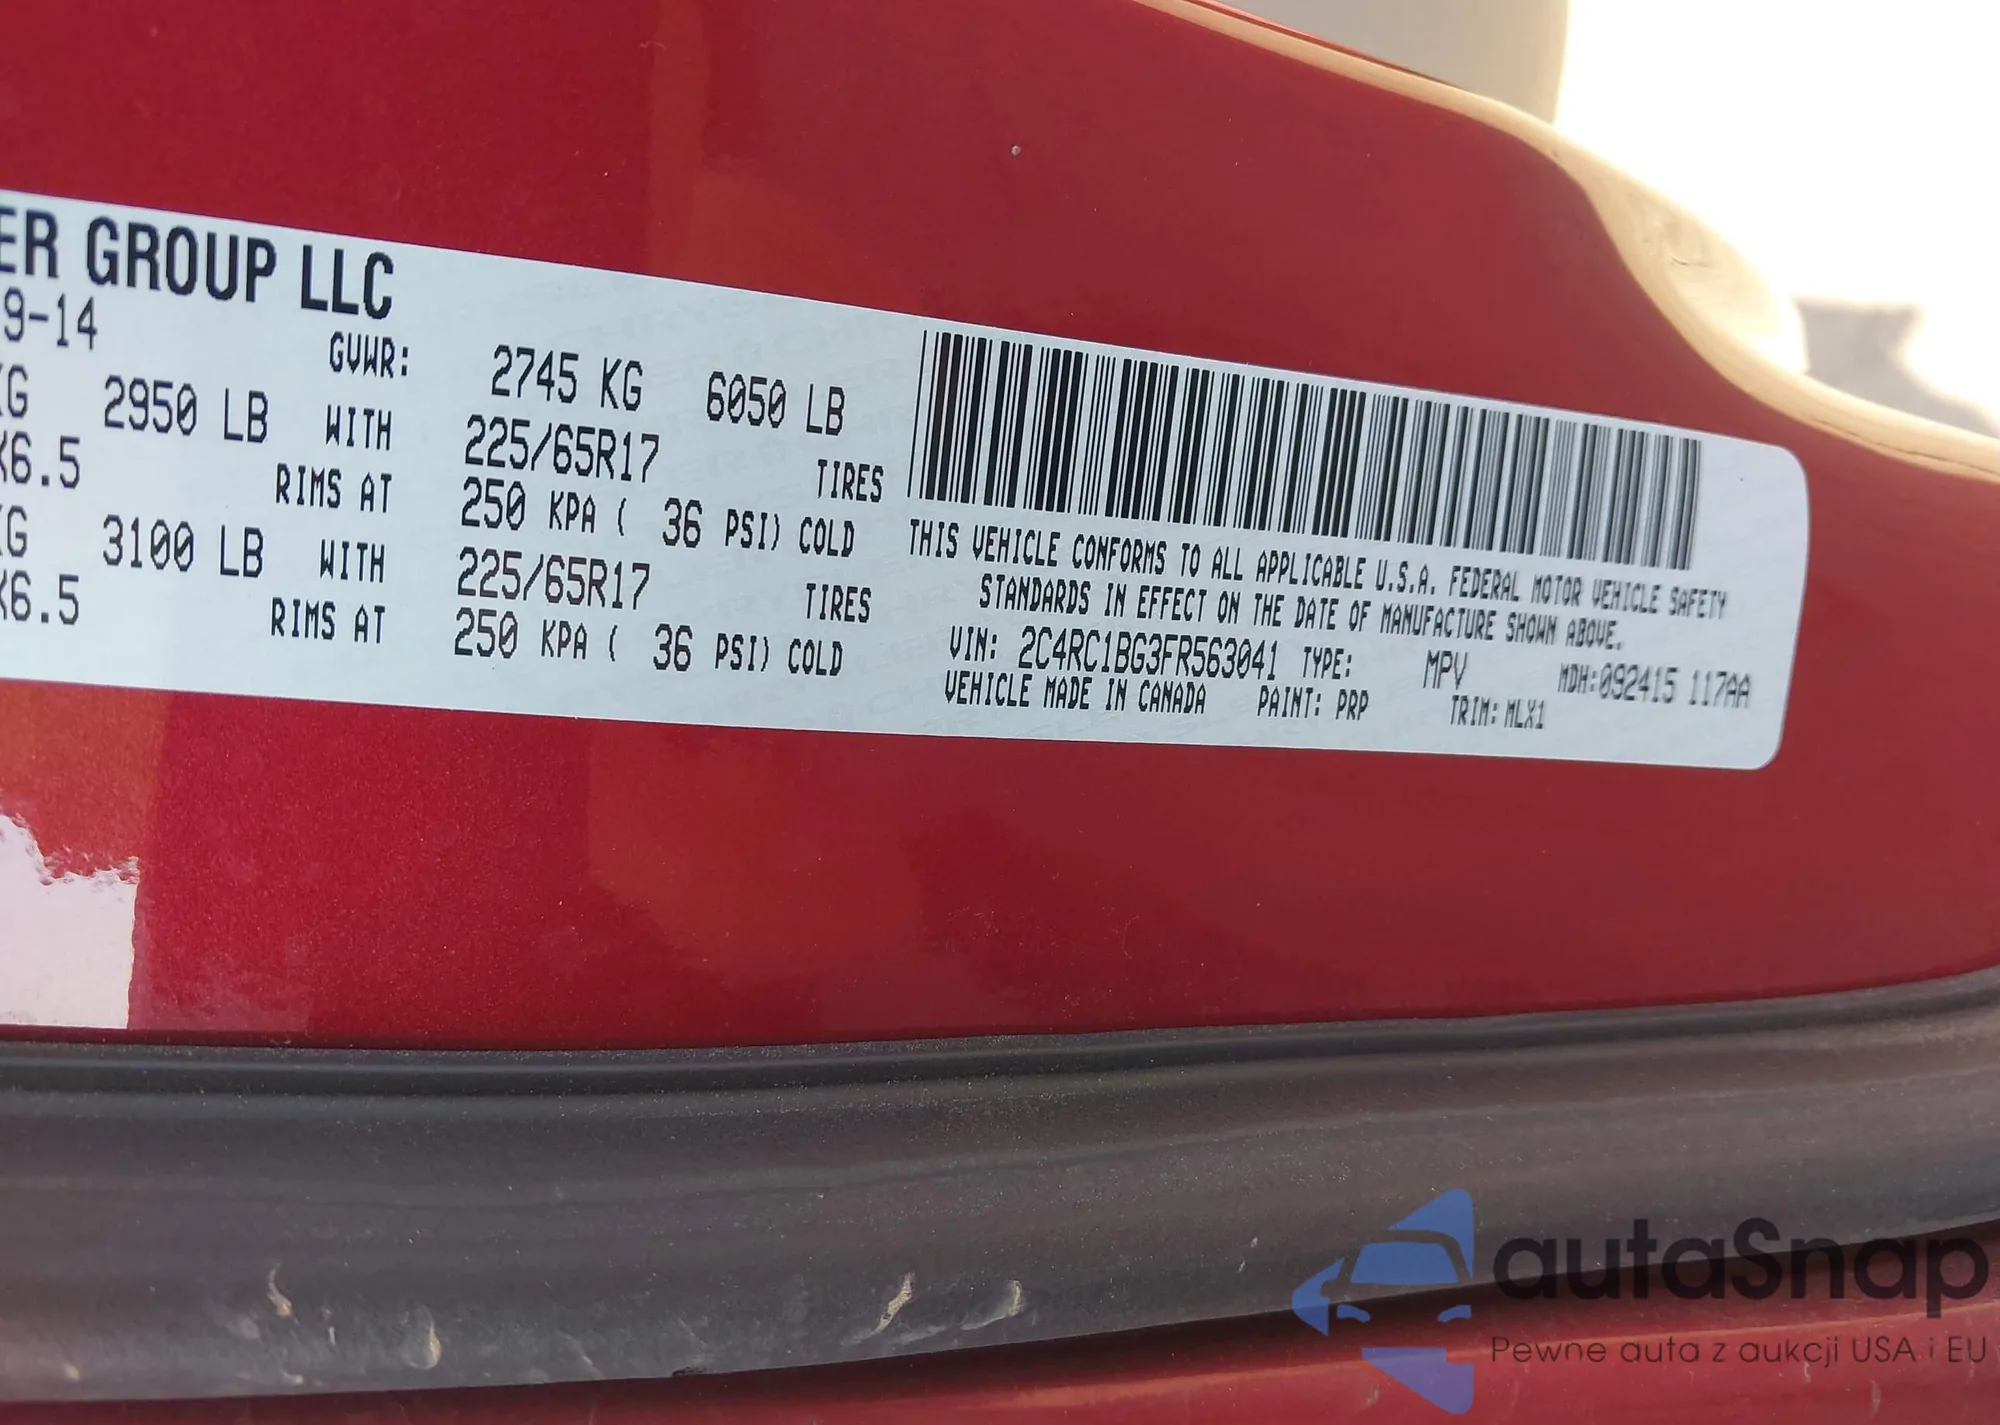 ER GROUP LLC
9-14
GVWR: 2745 KG 6050 LB
KG 2950 LB WITH 225/65R17 TIRES
X6.5 RIMS AT 250 KPA ( 36 PSI) COLD
KG 3100 LB WITH 225/65R17 TIRES
X6.5 RIMS AT 250 KPA ( 36 PSI) COLD
THIS VEHICLE CONFORMS TO ALL APPLICABLE U.S.A. FEDERAL MOTOR VEHICLE SAFETY
STANDARDS IN EFFECT ON THE DATE OF MANUFACTURE SHOWN ABOVE.
VIN: 2C4RC1BG3FR563041 TYPE: MPV MDH:092415 117AA
VEHICLE MADE IN CANADA PAINT: PRP TRIM: MLX1
autaSnap
Pewne auta z aukcji USA i EU